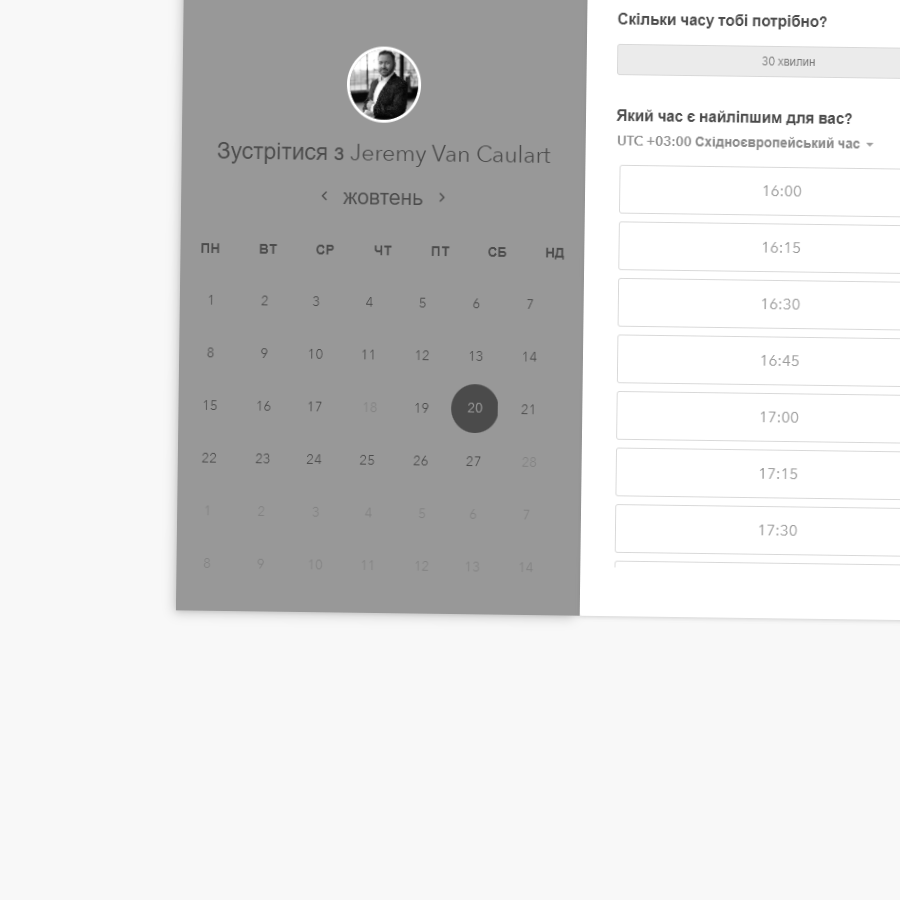 Зустрітися з Jeremy Van Caulart
‹ жовтень ›
ПН ВТ СР ЧТ ПТ СБ НД
1 2 3 4 5 6 7
8 9 10 11 12 13 14
15 16 17 18 19 20 21
22 23 24 25 26 27 28
1 2 3 4 5 6 7
8 9 10 11 12 13 14
Скільки часу тобі потрібно?
30 хвилин
Який час є найліпшим для вас?
UTC +03:00 Східноєвропейський час
16:00
16:15
16:30
16:45
17:00
17:15
17:30